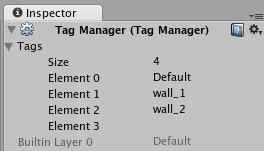 Inspector
Tag Manager (Tag Manager)
Tags
Size 4
Element 0 Default
Element 1 wall_1
Element 2 wall_2
Element 3
Builtin Layer 0 Default